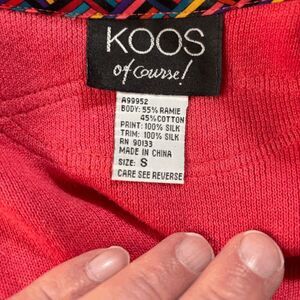 KOOS
of Course!
A99952
BODY: 55% RAMIE
45% COTTON
PRINT: 100% SILK
TRIM: 100% SILK
RN 90133
MADE IN CHINA
SIZE: S
CARE SEE REVERSE